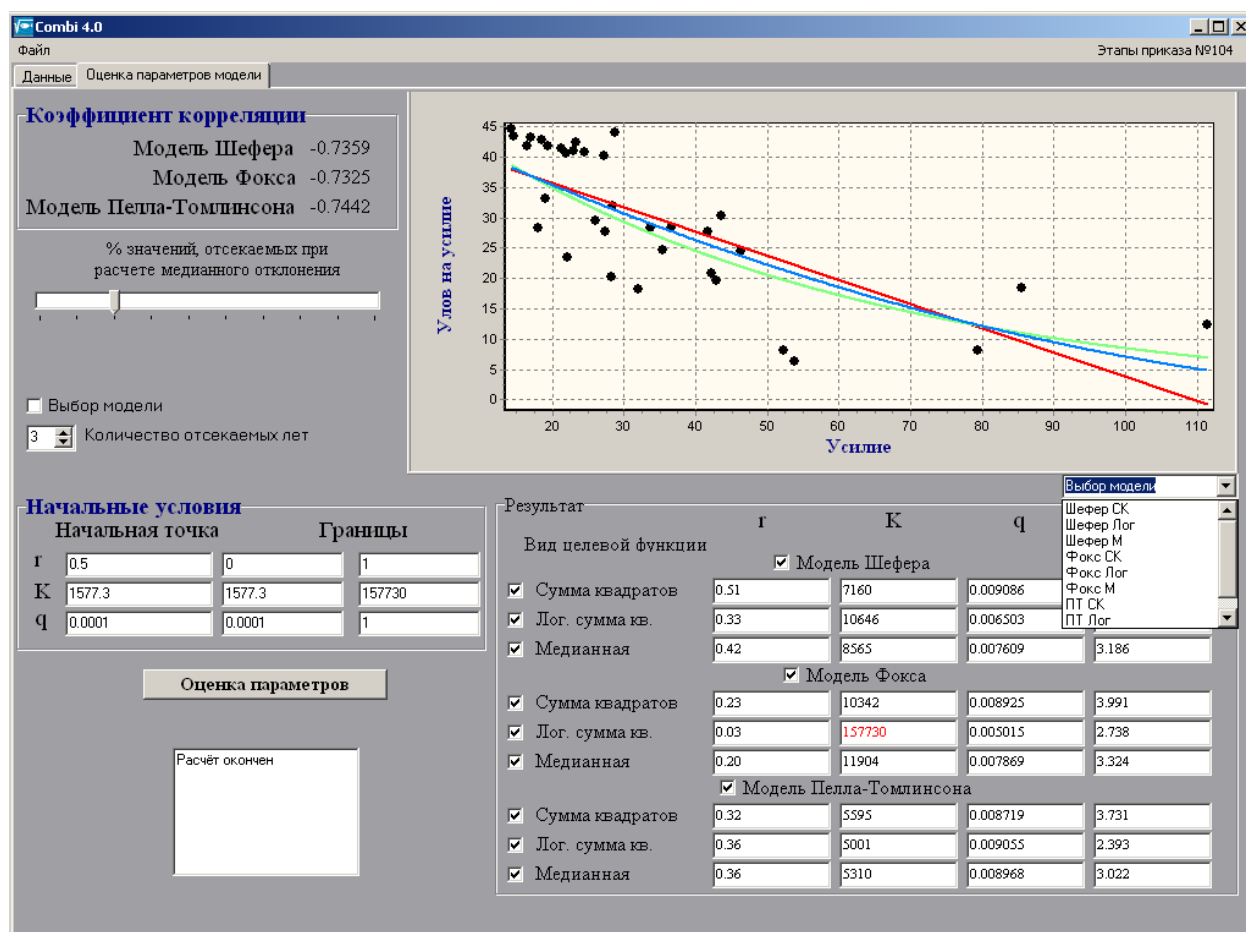 Combi 4.0
Файл
Этапы приказа №104
Данные
Оценка параметров модели
Коэффициент корреляции
Модель Шефера -0.7359
Модель Фокса -0.7325
Модель Пелла-Томлинсона -0.7442
% значений, отсекаемых при
расчете медианного отклонения
Выбор модели
3 Количество отсекаемых лет
Улов на усилие
45
40
35
30
25
20
15
10
5
0
20 30 40 50 60 70 80 90 100 110
Усилие
Выбор модели
Шефер СК
Шефер Лог
Шефер М
Фокс СК
Фокс Лог
Фокс М
ПТ СК
ПТ Лог
Начальные условия
Начальная точка Границы
r 0.5 0 1
K 1577.3 1577.3 157730
q 0.0001 0.0001 1
Оценка параметров
Расчёт окончен
Результат
r K q
Вид целевой функции
Модель Шефера
Сумма квадратов 0.51 7160 0.009086
Лог. сумма кв. 0.33 10646 0.006503
Медианная 0.42 8565 0.007609 3.186
Модель Фокса
Сумма квадратов 0.23 10342 0.008925 3.991
Лог. сумма кв. 0.03 157730 0.005015 2.738
Медианная 0.20 11904 0.007869 3.324
Модель Пелла-Томлинсона
Сумма квадратов 0.32 5595 0.008719 3.731
Лог. сумма кв. 0.36 5001 0.009055 2.393
Медианная 0.36 5310 0.008968 3.022